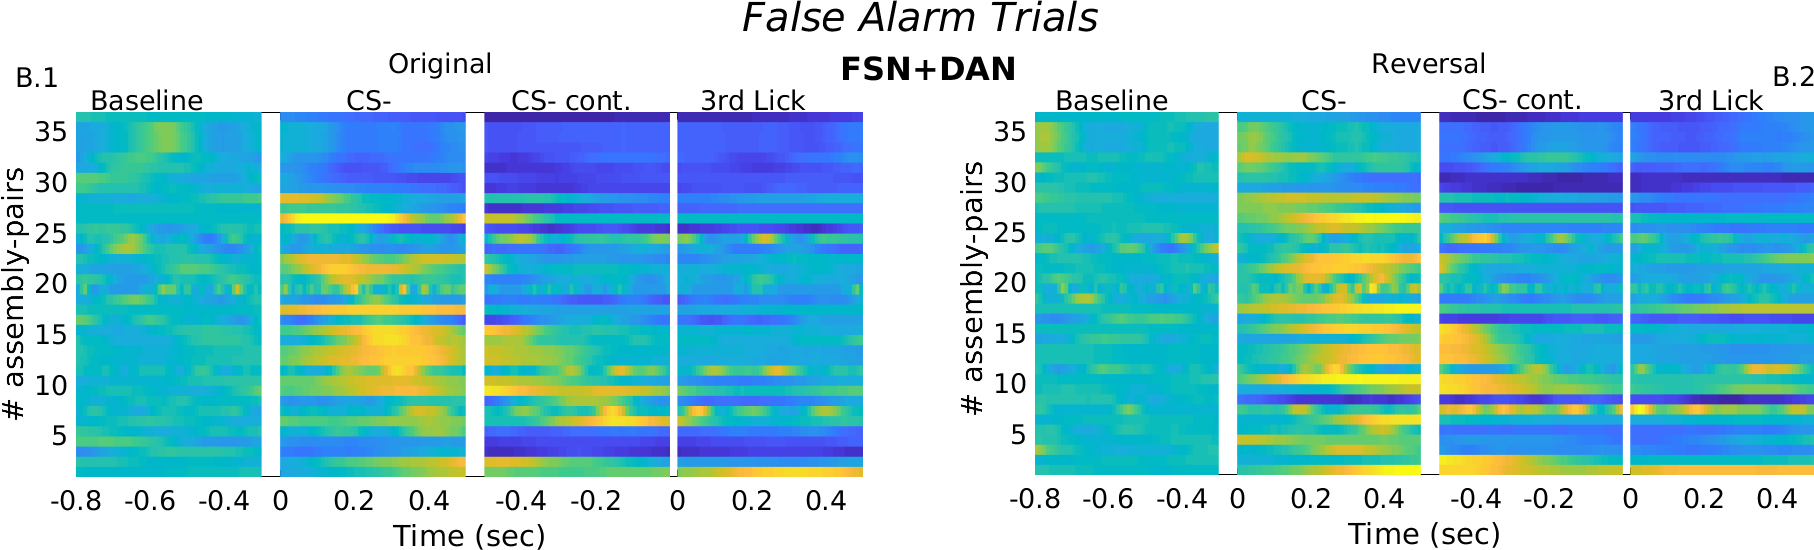 False Alarm Trials
FSN+DAN
B.1
Original
Baseline CS- CS- cont. 3rd Lick
# assembly-pairs
35
30
25
20
15
10
5
-0.8 -0.6 -0.4 0 0.2 0.4 -0.4 -0.2 0 0.2 0.4
Time (sec)
Reversal
B.2
Baseline CS- CS- cont. 3rd Lick
# assembly-pairs
35
30
25
20
15
10
5
-0.8 -0.6 -0.4 0 0.2 0.4 -0.4 -0.2 0 0.2 0.4
Time (sec)